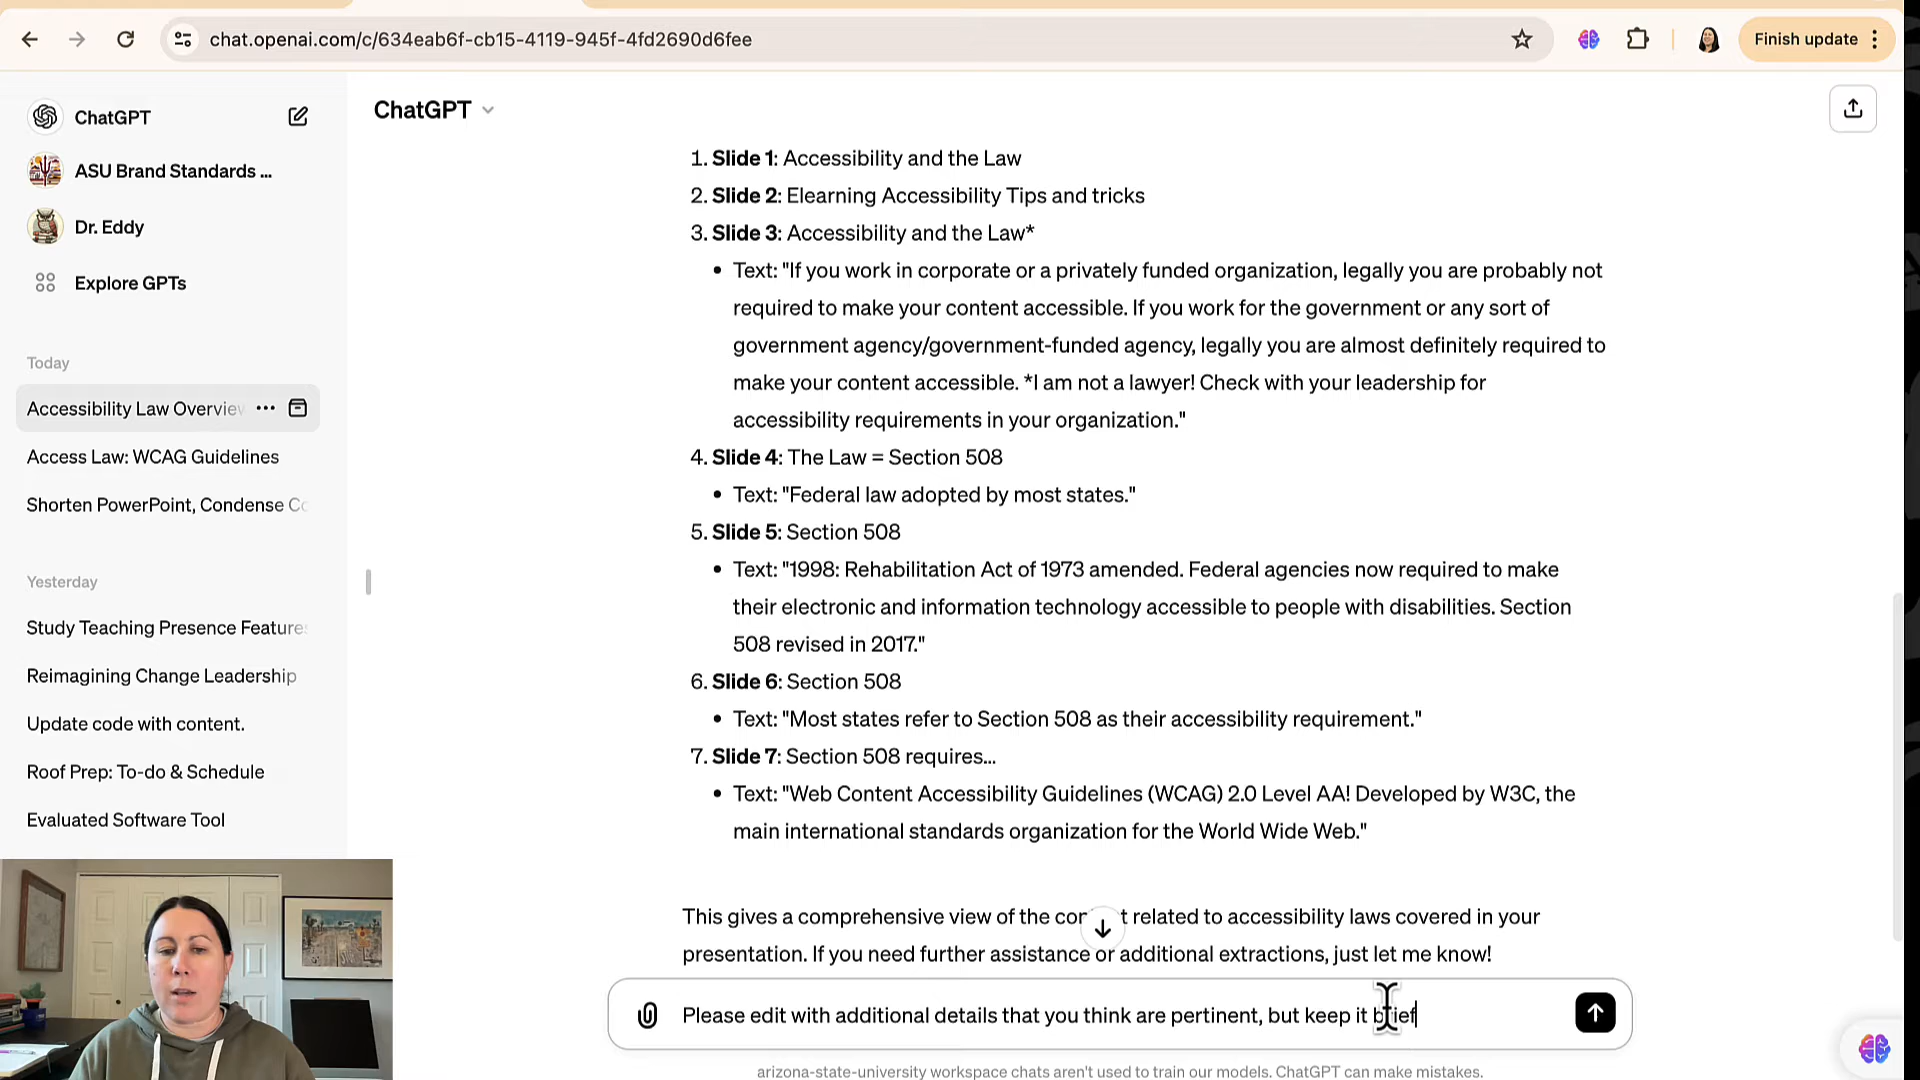 chat.openai.com/c/634eab6f-cb15-4119-945f-4fd2690d6fee
Finish update
ChatGPT
ASU Brand Standards ...
Dr. Eddy
Explore GPTs
Today
Accessibility Law Overview
Access Law: WCAG Guidelines
Shorten PowerPoint, Condense Co
Yesterday
Study Teaching Presence Features
Reimagining Change Leadership
Update code with content.
Roof Prep: To-do & Schedule
Evaluated Software Tool
ChatGPT
1. Slide 1: Accessibility and the Law
2. Slide 2: Elearning Accessibility Tips and tricks
3. Slide 3: Accessibility and the Law*
• Text: "If you work in corporate or a privately funded organization, legally you are probably not
required to make your content accessible. If you work for the government or any sort of
government agency/government-funded agency, legally you are almost definitely required to
make your content accessible. *I am not a lawyer! Check with your leadership for
accessibility requirements in your organization."
4. Slide 4: The Law = Section 508
• Text: "Federal law adopted by most states."
5. Slide 5: Section 508
• Text: "1998: Rehabilitation Act of 1973 amended. Federal agencies now required to make
their electronic and information technology accessible to people with disabilities. Section
508 revised in 2017."
6. Slide 6: Section 508
• Text: "Most states refer to Section 508 as their accessibility requirement."
7. Slide 7: Section 508 requires...
• Text: "Web Content Accessibility Guidelines (WCAG) 2.0 Level AA! Developed by W3C, the
main international standards organization for the World Wide Web."
This gives a comprehensive view of the content related to accessibility laws covered in your
presentation. If you need further assistance or additional extractions, just let me know!
Please edit with additional details that you think are pertinent, but keep it brief
arizona-state-university workspace chats aren't used to train our models. ChatGPT can make mistakes.